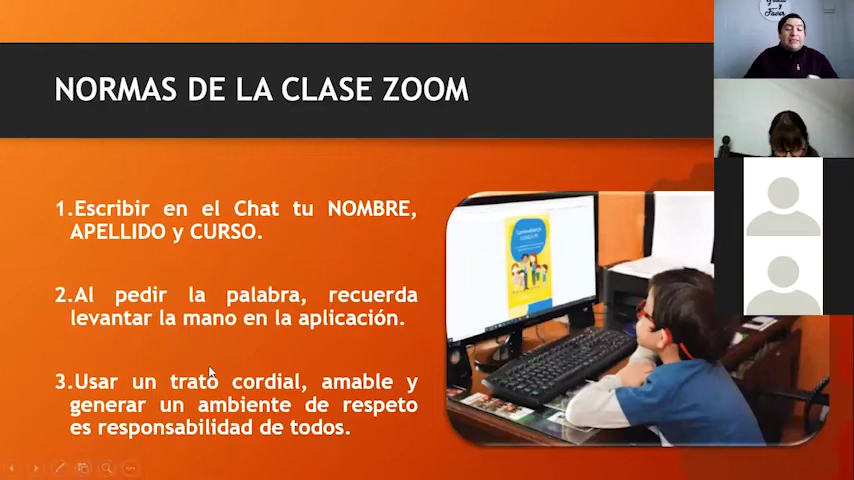 NORMAS DE LA CLASE ZOOM
1.Escribir en el Chat tu NOMBRE,
APELLIDO y CURSO.
2.Al pedir la palabra, recuerda
levantar la mano en la aplicación.
3.Usar un trato cordial, amable y
generar un ambiente de respeto
es responsabilidad de todos.